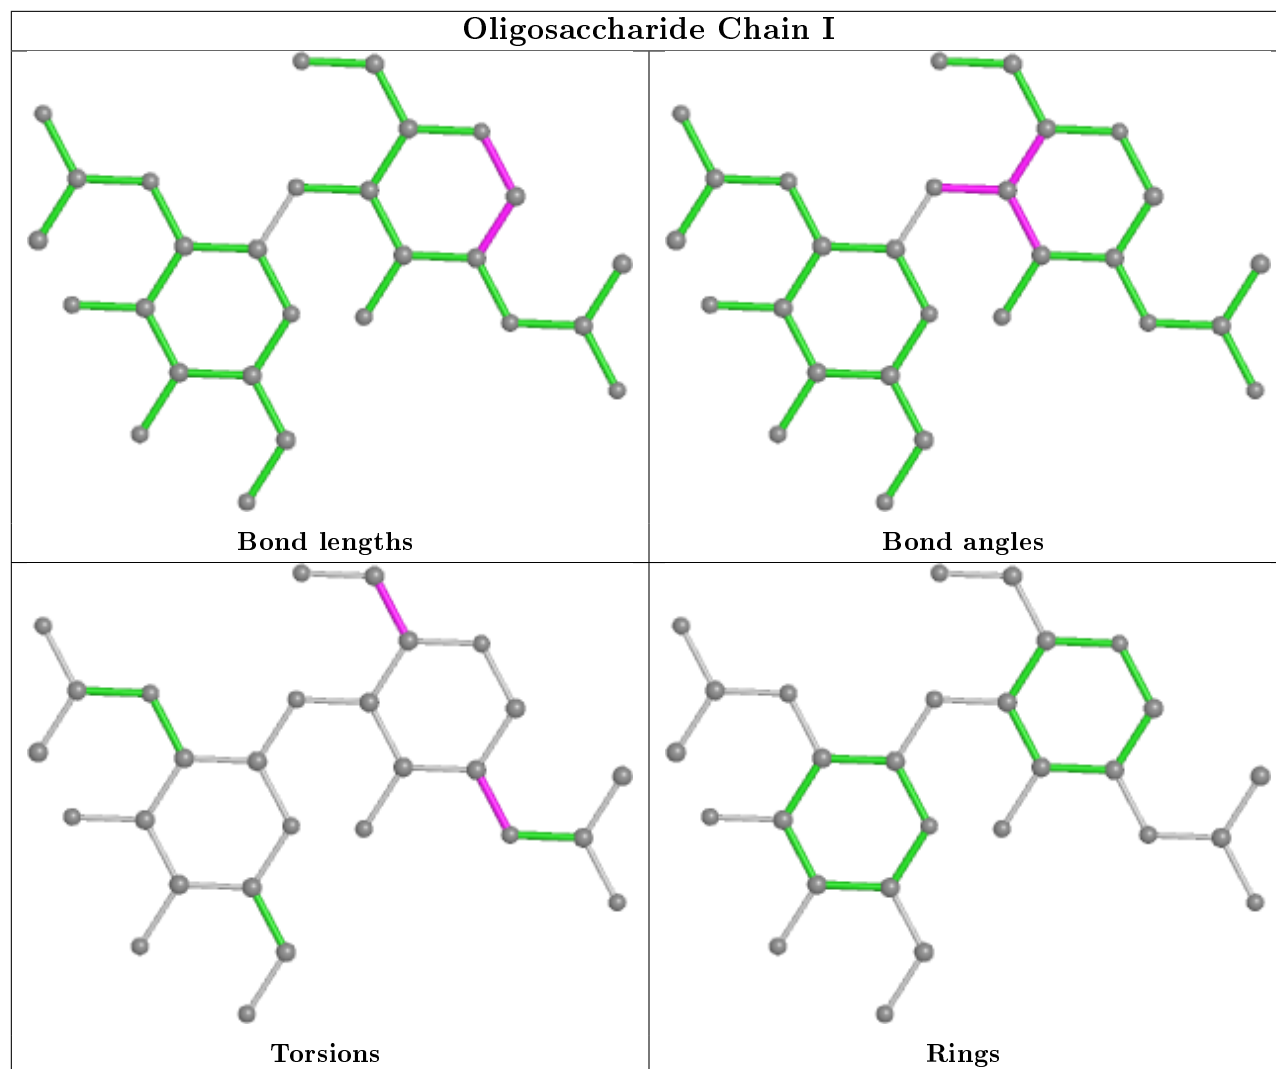 Oligosaccharide Chain I
Bond lengths
Bond angles
Torsions
Rings